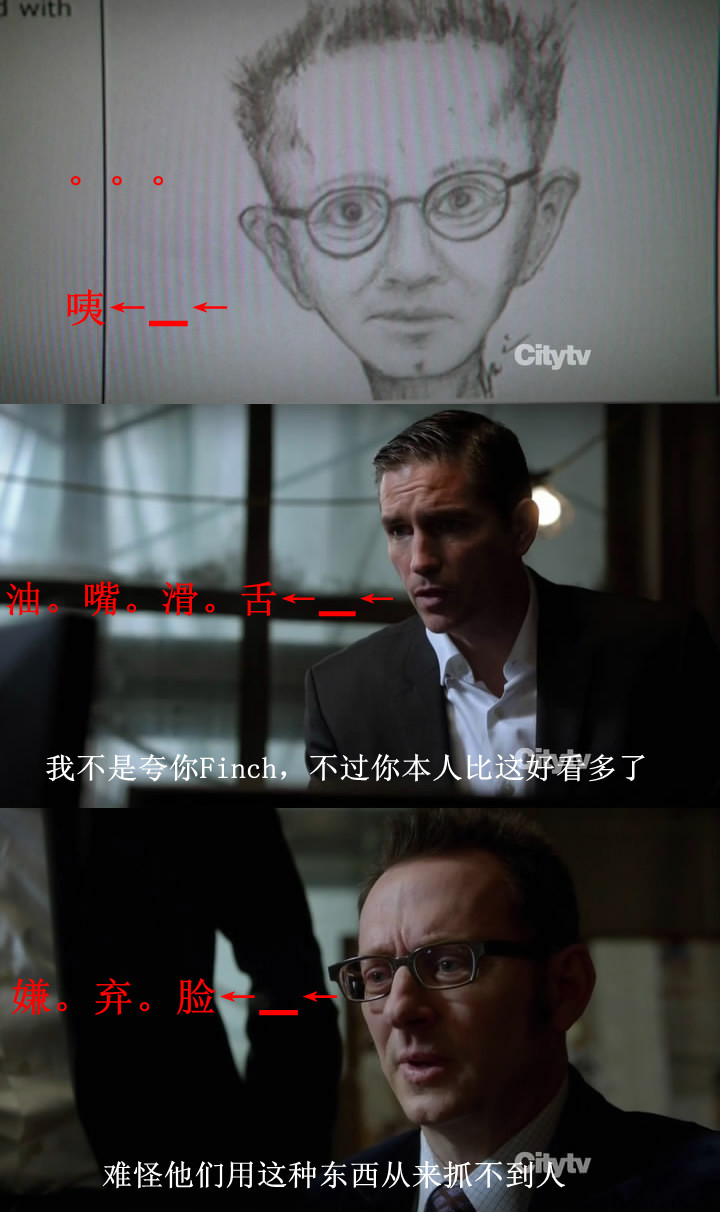 d with
。。。
咦←_←
Citytv
油。嘴。滑。舌←_←
Citytv
我不是夸你Finch，不过你本人比这好看多了
嫌。弃。脸←_←
Citytv
难怪他们用这种东西从来抓不到人